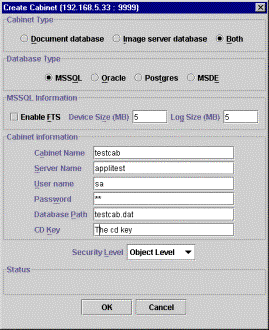 Create Cabinet [192.168.5.33 : 9999]
Cabinet Type
Document database Image server database Both
Database Type
MSSQL Oracle Postgres MSDE
MSSQL Information
Enable FTS Device Size (MB) 5 Log Size (MB) 5
Cabinet information
Cabinet Name testcab
Server Name applitest
User name sa
Password **
Database Path testcab.dat
CD Key The cd key
Security Level Object Level
Status
OK Cancel